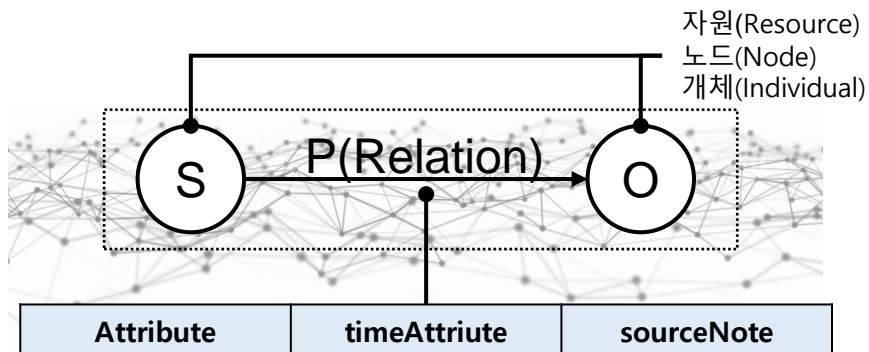 자원(Resource)
노드(Node)
개체(Individual)
S
P(Relation)
O
Attribute
timeAttriute
sourceNote